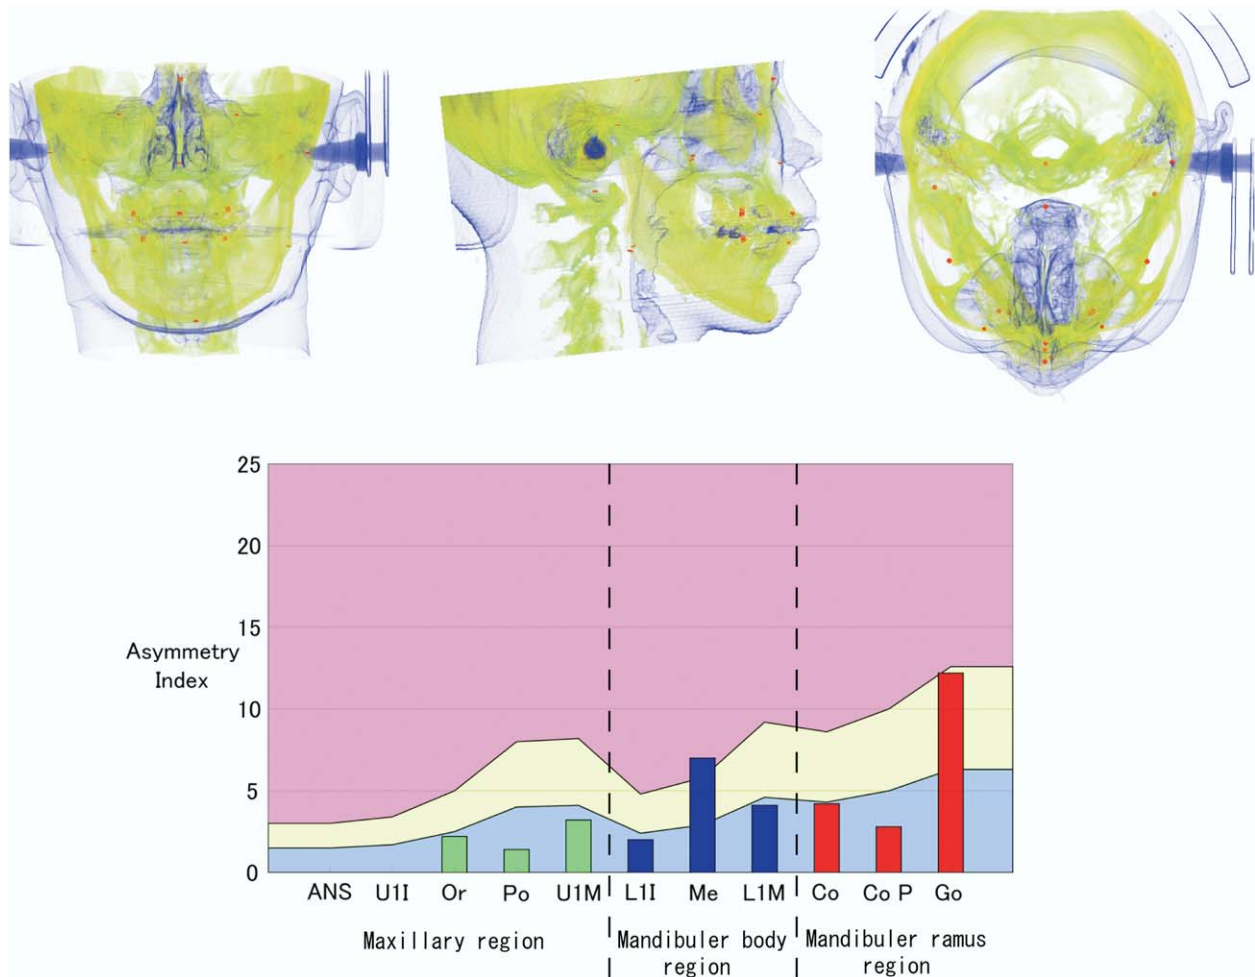 25
20
15
10
5
0
Asymmetry
Index
ANS U1I Or Po U1M L1I Me L1M Co Co P Go
Maxillary region
Mandibuler body
region
Mandibuler ramus
region